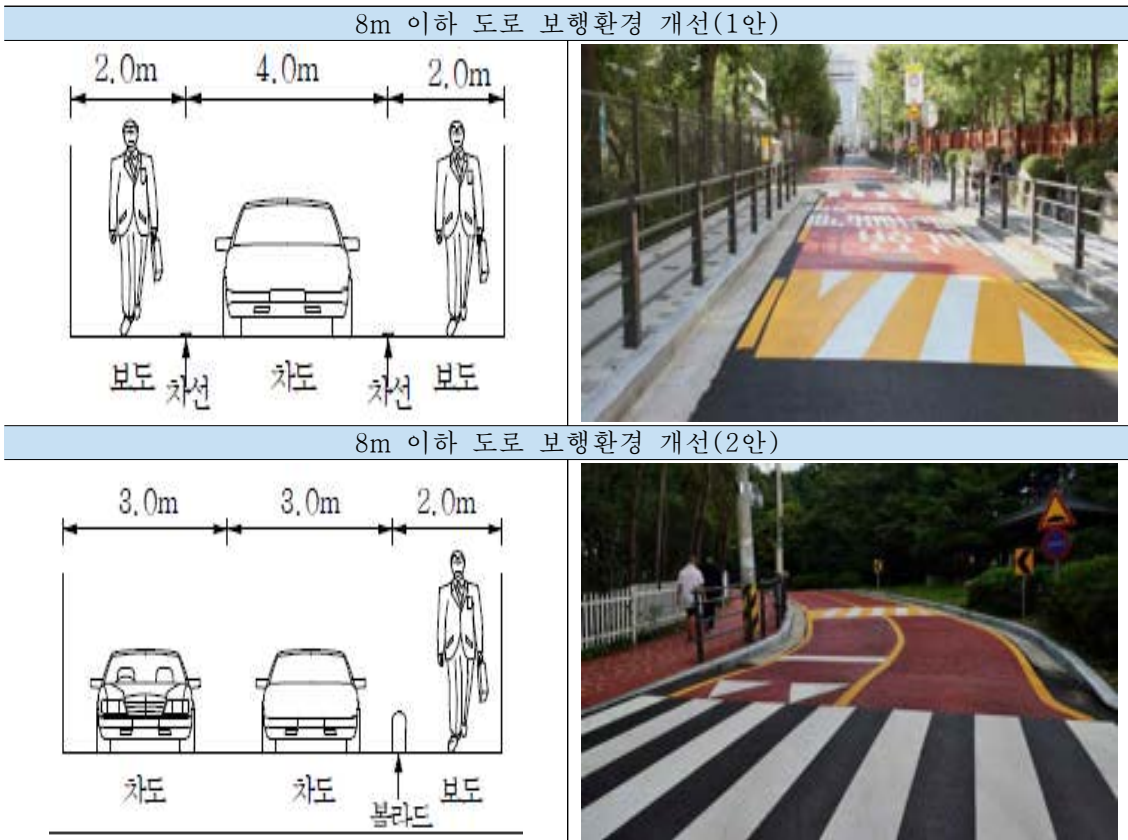 8m 이하 도로 보행환경 개선(1안)
2.0m 4.0m 2.0m
보도 차선 차도 차선 보도
8m 이하 도로 보행환경 개선(2안)
3.0m 3.0m 2.0m
차도 차도 볼라드 보도